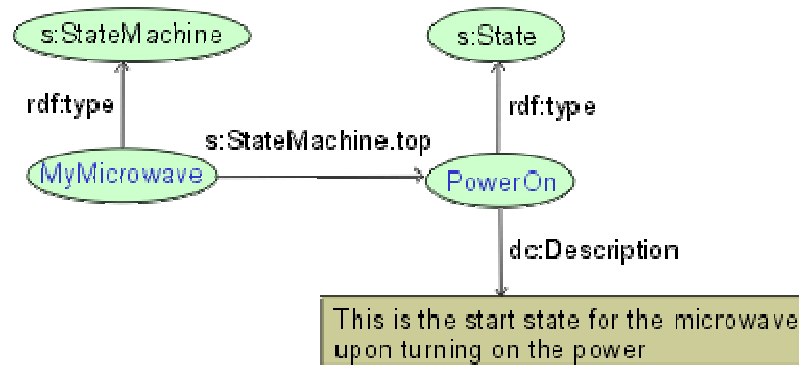 s:StateMachine
s:State
rdf:type
rdf:type
s:StateMachine.top
MyMicrowave
PowerOn
dc:Description
This is the start state for the microwave
upon turning on the power